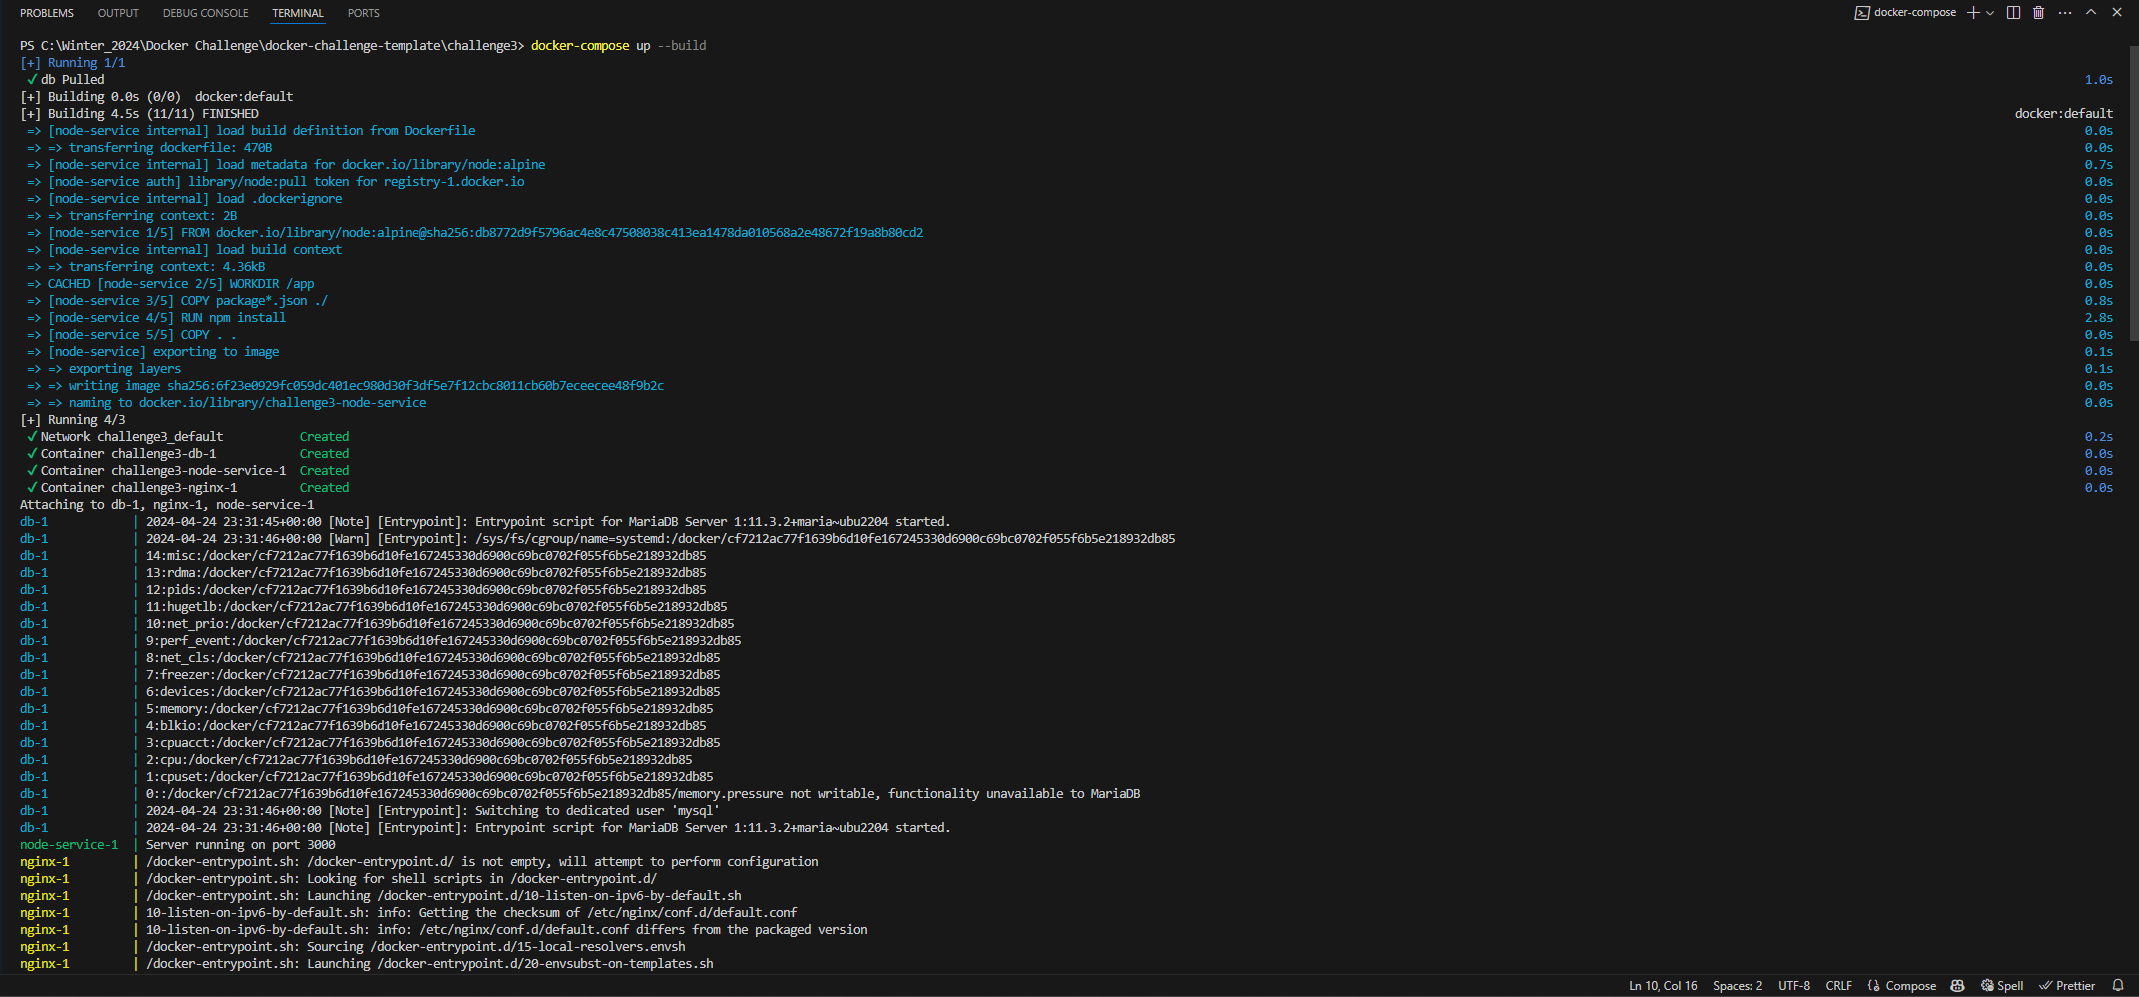 PROBLEMS OUTPUT DEBUG CONSOLE TERMINAL PORTS docker-compose
PS C:\Winter_2024\Docker Challenge\docker-challenge-template\challenge3> docker-compose up --build
[+] Running 1/1
✓ db Pulled 1.0s
[+] Building 0.0s (0/0) docker:default
[+] Building 4.5s (11/11) FINISHED docker:default
=> [node-service internal] load build definition from Dockerfile 0.0s
=> => transferring dockerfile: 470B 0.0s
=> [node-service internal] load metadata for docker.io/library/node:alpine 0.7s
=> [node-service auth] library/node:pull token for registry-1.docker.io 0.0s
=> [node-service internal] load .dockerignore 0.0s
=> => transferring context: 2B 0.0s
=> [node-service 1/5] FROM docker.io/library/node:alpine@sha256:db8772d9f5796ac4e8c47508038c413ea1478da010568a2e48672f19a8b80cd2 0.0s
=> [node-service internal] load build context 0.0s
=> => transferring context: 4.36kB 0.0s
=> CACHED [node-service 2/5] WORKDIR /app 0.0s
=> [node-service 3/5] COPY package*.json ./ 0.8s
=> [node-service 4/5] RUN npm install 2.8s
=> [node-service 5/5] COPY . . 0.0s
=> [node-service] exporting to image 0.1s
=> => exporting layers 0.1s
=> => writing image sha256:6f23e0929fc059dc401ec980d30f3df5e7f12cbc8011cb60b7eceecee48f9b2c 0.0s
=> => naming to docker.io/library/challenge3-node-service 0.0s
[+] Running 4/3
✓ Network challenge3_default Created 0.2s
✓ Container challenge3-db-1 Created 0.0s
✓ Container challenge3-node-service-1 Created 0.0s
✓ Container challenge3-nginx-1 Created 0.0s
Attaching to db-1, nginx-1, node-service-1
db-1 | 2024-04-24 23:31:45+00:00 [Note] [Entrypoint]: Entrypoint script for MariaDB Server 1:11.3.2+maria~ubu2204 started.
db-1 | 2024-04-24 23:31:46+00:00 [Warn] [Entrypoint]: /sys/fs/cgroup/name=systemd:/docker/cf7212ac77f1639b6d10fe167245330d6900c69bc0702f055f6b5e218932db85
db-1 | 14:misc:/docker/cf7212ac77f1639b6d10fe167245330d6900c69bc0702f055f6b5e218932db85
db-1 | 13:rdma:/docker/cf7212ac77f1639b6d10fe167245330d6900c69bc0702f055f6b5e218932db85
db-1 | 12:pids:/docker/cf7212ac77f1639b6d10fe167245330d6900c69bc0702f055f6b5e218932db85
db-1 | 11:hugetlb:/docker/cf7212ac77f1639b6d10fe167245330d6900c69bc0702f055f6b5e218932db85
db-1 | 10:net_prio:/docker/cf7212ac77f1639b6d10fe167245330d6900c69bc0702f055f6b5e218932db85
db-1 | 9:perf_event:/docker/cf7212ac77f1639b6d10fe167245330d6900c69bc0702f055f6b5e218932db85
db-1 | 8:net_cls:/docker/cf7212ac77f1639b6d10fe167245330d6900c69bc0702f055f6b5e218932db85
db-1 | 7:freezer:/docker/cf7212ac77f1639b6d10fe167245330d6900c69bc0702f055f6b5e218932db85
db-1 | 6:devices:/docker/cf7212ac77f1639b6d10fe167245330d6900c69bc0702f055f6b5e218932db85
db-1 | 5:memory:/docker/cf7212ac77f1639b6d10fe167245330d6900c69bc0702f055f6b5e218932db85
db-1 | 4:blkio:/docker/cf7212ac77f1639b6d10fe167245330d6900c69bc0702f055f6b5e218932db85
db-1 | 3:cpuacct:/docker/cf7212ac77f1639b6d10fe167245330d6900c69bc0702f055f6b5e218932db85
db-1 | 2:cpu:/docker/cf7212ac77f1639b6d10fe167245330d6900c69bc0702f055f6b5e218932db85
db-1 | 1:cpuset:/docker/cf7212ac77f1639b6d10fe167245330d6900c69bc0702f055f6b5e218932db85
db-1 | 0::/docker/cf7212ac77f1639b6d10fe167245330d6900c69bc0702f055f6b5e218932db85/memory.pressure not writable, functionality unavailable to MariaDB
db-1 | 2024-04-24 23:31:46+00:00 [Note] [Entrypoint]: Switching to dedicated user 'mysql'
db-1 | 2024-04-24 23:31:46+00:00 [Note] [Entrypoint]: Entrypoint script for MariaDB Server 1:11.3.2+maria~ubu2204 started.
node-service-1 | Server running on port 3000
nginx-1 | /docker-entrypoint.sh: /docker-entrypoint.d/ is not empty, will attempt to perform configuration
nginx-1 | /docker-entrypoint.sh: Looking for shell scripts in /docker-entrypoint.d/
nginx-1 | /docker-entrypoint.sh: Launching /docker-entrypoint.d/10-listen-on-ipv6-by-default.sh
nginx-1 | 10-listen-on-ipv6-by-default.sh: info: Getting the checksum of /etc/nginx/conf.d/default.conf
nginx-1 | 10-listen-on-ipv6-by-default.sh: info: /etc/nginx/conf.d/default.conf differs from the packaged version
nginx-1 | /docker-entrypoint.sh: Sourcing /docker-entrypoint.d/15-local-resolvers.envsh
nginx-1 | /docker-entrypoint.sh: Launching /docker-entrypoint.d/20-envsubst-on-templates.sh
Ln 10, Col 16 Spaces: 2 UTF-8 CRLF Compose Spell Prettier